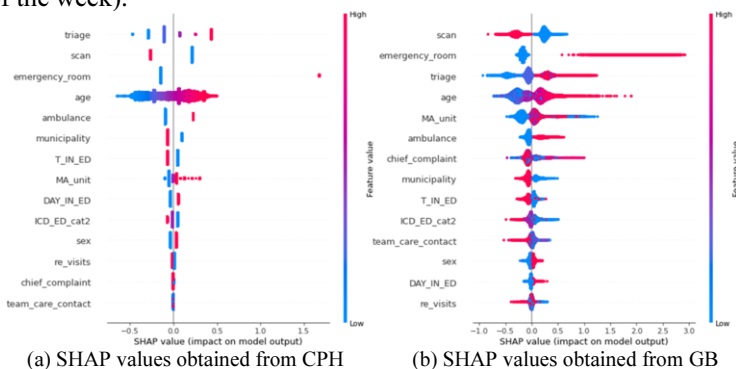 f the week).
High
triage
scan
emergency_room
age
ambulance
municipality
T_IN_ED
MA_unit
DAY_IN_ED
ICD_ED_cat2
sex
re_visits
chief_complaint
team_care_contact
Feature value
Low
−0.5 0.0 0.5 1.0 1.5
SHAP value (impact on model output)
(a) SHAP values obtained from CPH
High
scan
emergency_room
triage
age
MA_unit
ambulance
chief_complaint
municipality
T_IN_ED
ICD_ED_cat2
team_care_contact
sex
DAY_IN_ED
re_visits
Feature value
Low
−1.0 −0.5 0.0 0.5 1.0 1.5 2.0 2.5 3.0
SHAP value (impact on model output)
(b) SHAP values obtained from GB